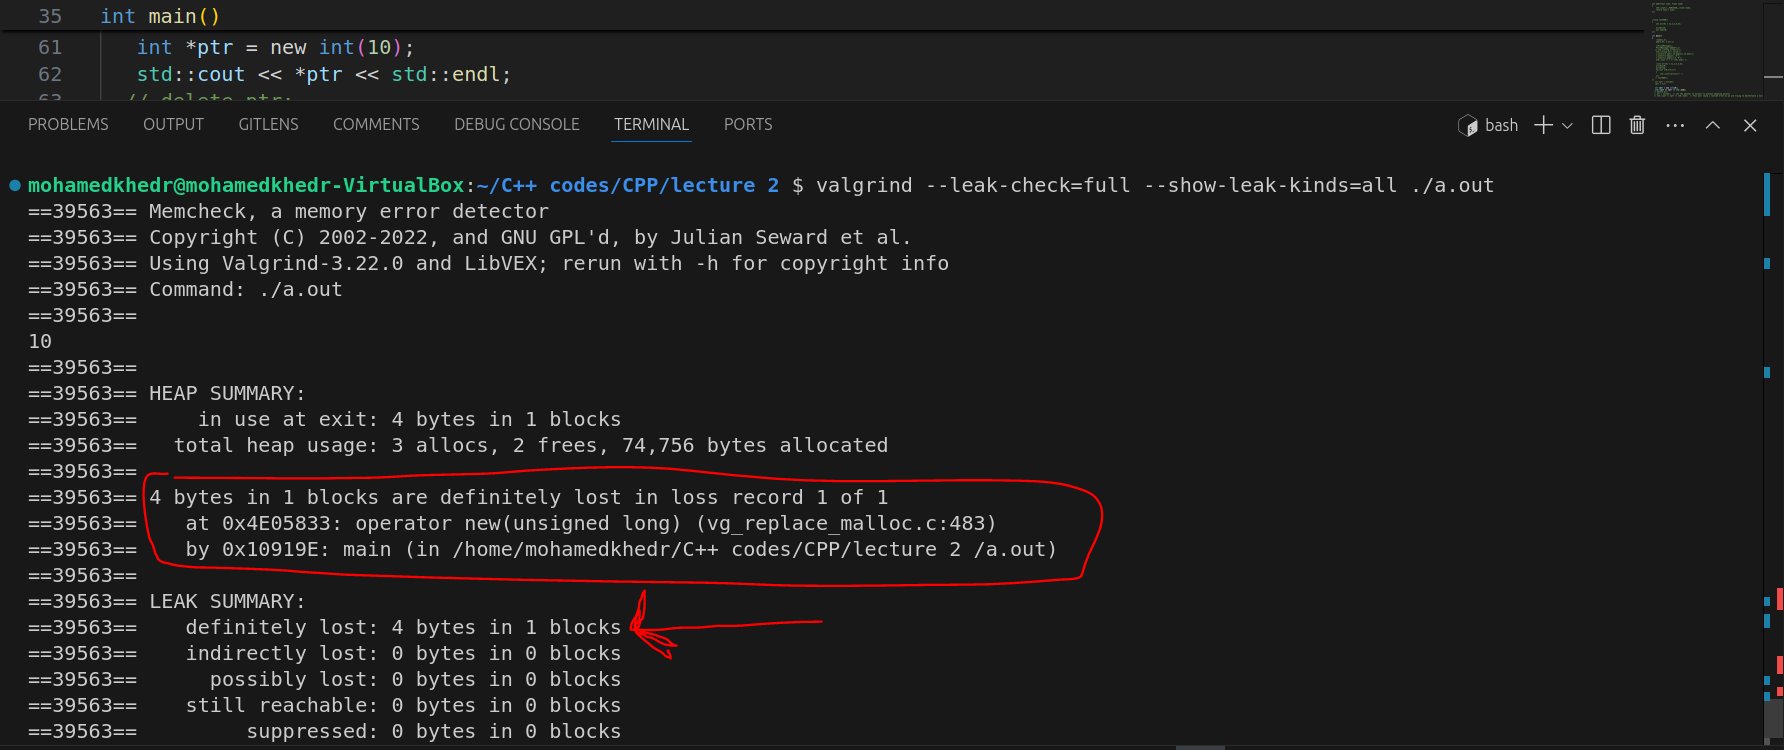 35 int main()
61 int *ptr = new int(10);
62 std::cout << *ptr << std::endl;
63 // delete ptr;
PROBLEMS OUTPUT GITLENS COMMENTS DEBUG CONSOLE TERMINAL PORTS bash
mohamedkhedr@mohamedkhedr-VirtualBox:~/C++ codes/CPP/lecture 2 $ valgrind --leak-check=full --show-leak-kinds=all ./a.out
==39563== Memcheck, a memory error detector
==39563== Copyright (C) 2002-2022, and GNU GPL'd, by Julian Seward et al.
==39563== Using Valgrind-3.22.0 and LibVEX; rerun with -h for copyright info
==39563== Command: ./a.out
==39563==
10
==39563==
==39563== HEAP SUMMARY:
==39563==     in use at exit: 4 bytes in 1 blocks
==39563==   total heap usage: 3 allocs, 2 frees, 74,756 bytes allocated
==39563==
==39563== 4 bytes in 1 blocks are definitely lost in loss record 1 of 1
==39563==    at 0x4E05833: operator new(unsigned long) (vg_replace_malloc.c:483)
==39563==    by 0x10919E: main (in /home/mohamedkhedr/C++ codes/CPP/lecture 2 /a.out)
==39563==
==39563== LEAK SUMMARY:
==39563==    definitely lost: 4 bytes in 1 blocks
==39563==    indirectly lost: 0 bytes in 0 blocks
==39563==      possibly lost: 0 bytes in 0 blocks
==39563==    still reachable: 0 bytes in 0 blocks
==39563==         suppressed: 0 bytes in 0 blocks